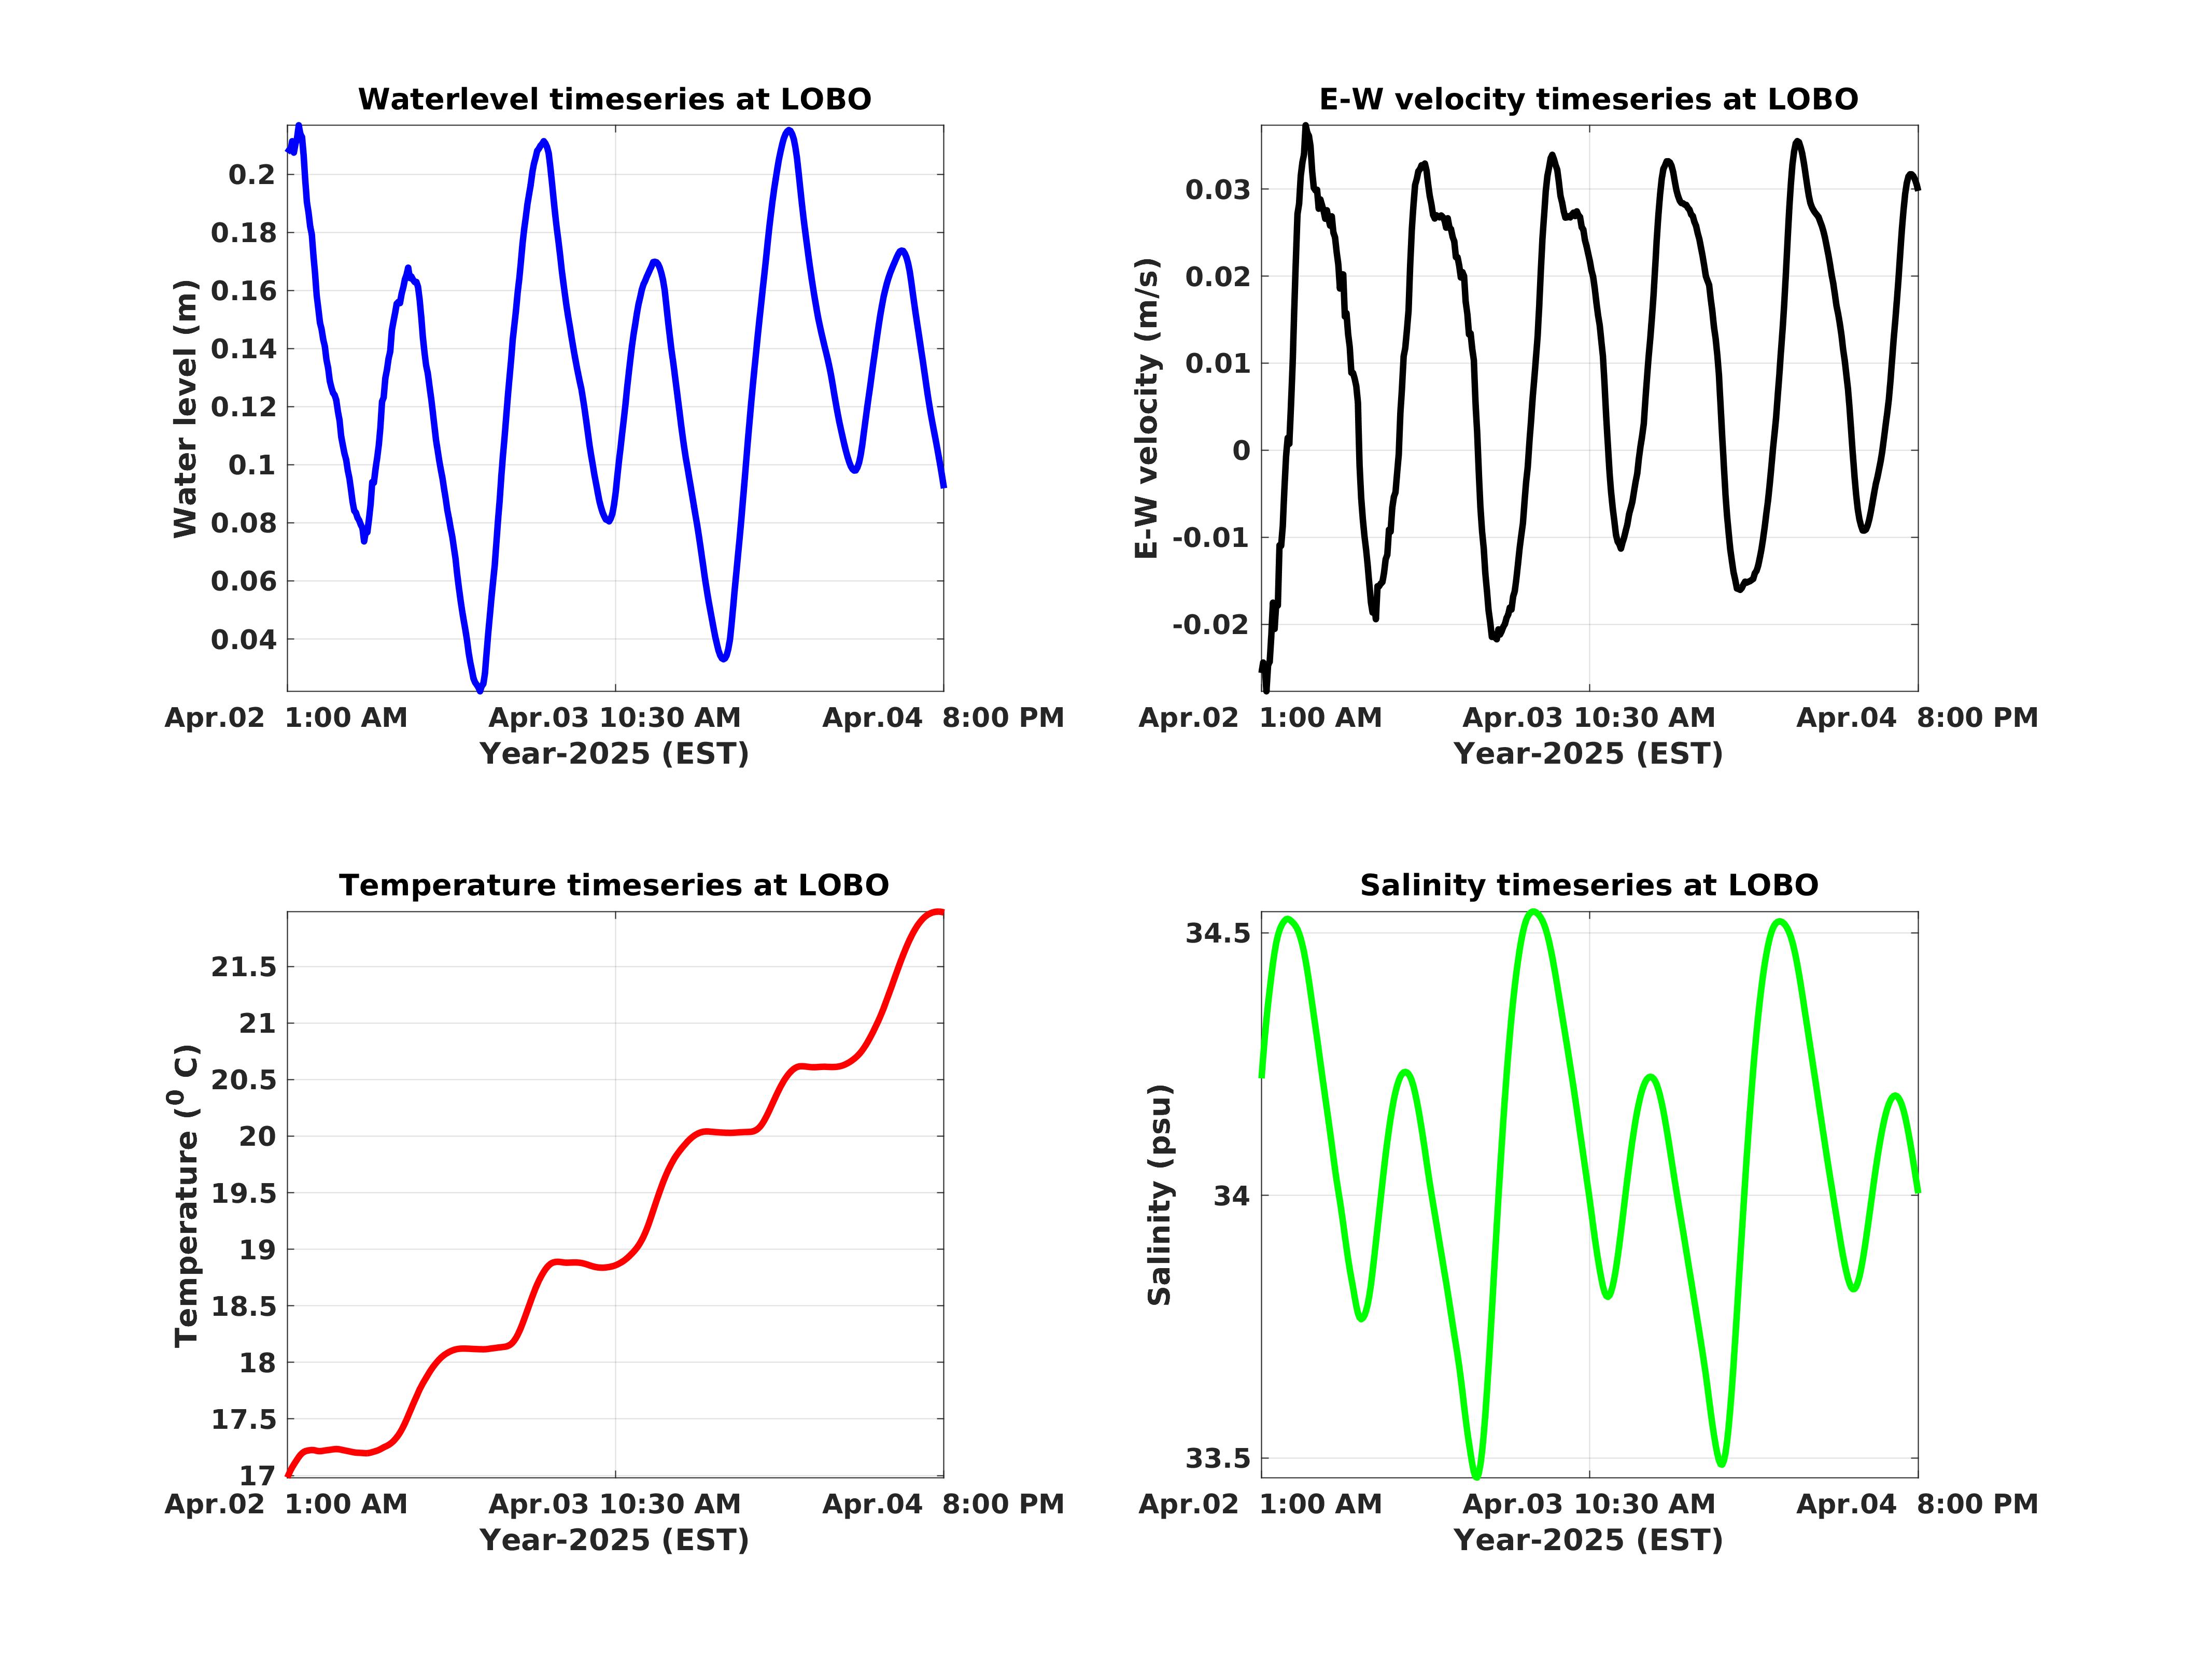 Waterlevel timeseries at LOBO
0.2
0.18
0.16
0.14
0.12
0.1
0.08
0.06
0.04
Water level (m)
Apr.02 1:00 AM Apr.03 10:30 AM Apr.04 8:00 PM
Year-2025 (EST)
E-W velocity timeseries at LOBO
0.03
0.02
0.01
0
-0.01
-0.02
E-W velocity (m/s)
Apr.02 1:00 AM Apr.03 10:30 AM Apr.04 8:00 PM
Year-2025 (EST)
Temperature timeseries at LOBO
21.5
21
20.5
20
19.5
19
18.5
18
17.5
17
Temperature (⁰ C)
Apr.02 1:00 AM Apr.03 10:30 AM Apr.04 8:00 PM
Year-2025 (EST)
Salinity timeseries at LOBO
34.5
34
33.5
Salinity (psu)
Apr.02 1:00 AM Apr.03 10:30 AM Apr.04 8:00 PM
Year-2025 (EST)